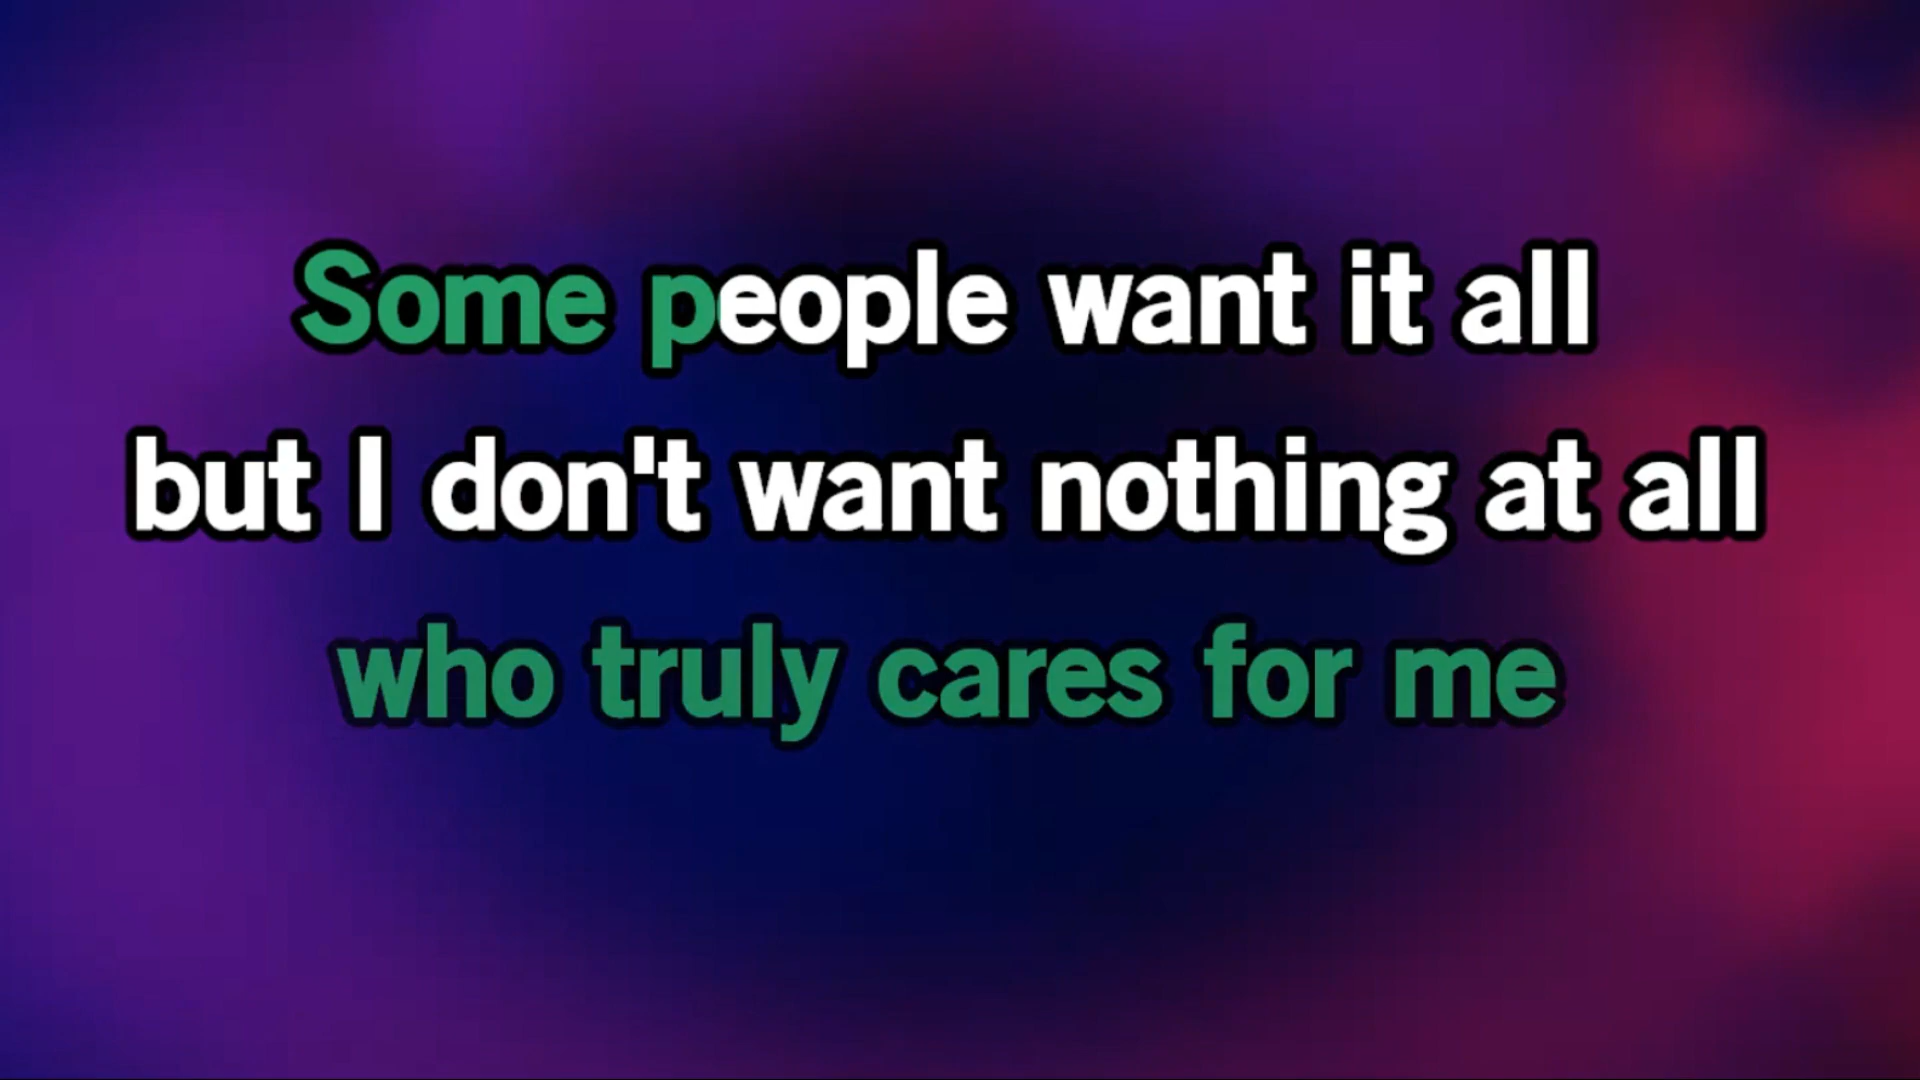 Some people want it all
but I don't want nothing at all
who truly cares for me